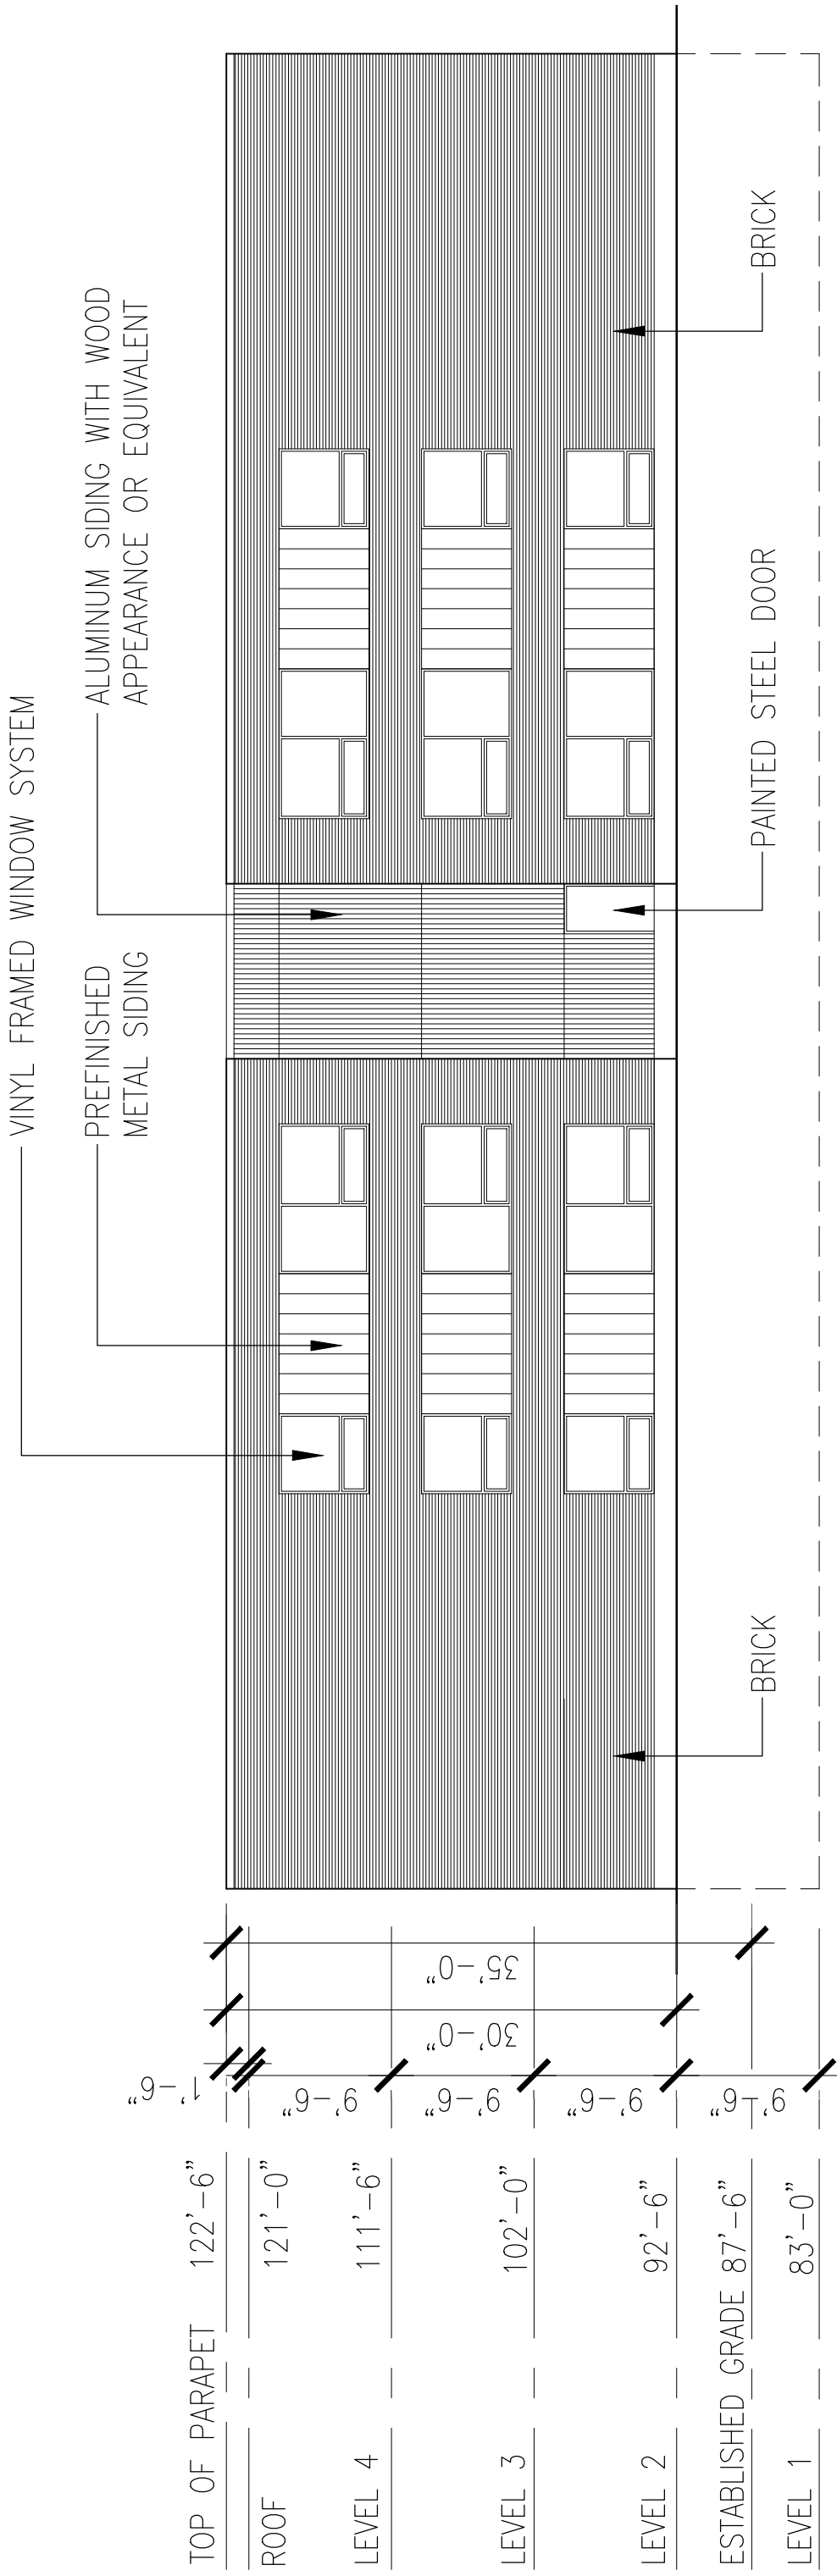 VINYL FRAMED WINDOW SYSTEM
PREFINISHED
METAL SIDING
ALUMINUM SIDING WITH WOOD
APPEARANCE OR EQUIVALENT
TOP OF PARAPET 122'-6"
ROOF 121'-0"
LEVEL 4 111'-6"
LEVEL 3 102'-0"
LEVEL 2 92'-6"
ESTABLISHED GRADE 87'-6"
LEVEL 1 83'-0"
1'-6"
9'-6"
9'-6"
9'-6"
9'-6"
30'-0"
35'-0"
BRICK
PAINTED STEEL DOOR
BRICK